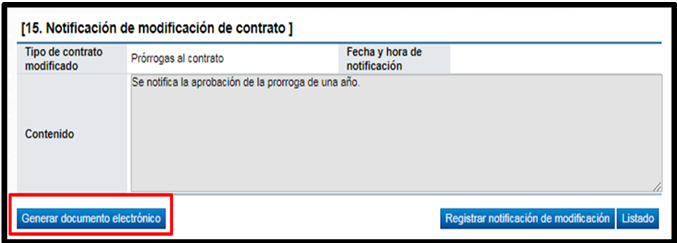 [15. Notificación de modificación de contrato ]
Tipo de contrato modificado
Prórrogas al contrato
Fecha y hora de notificación
Contenido
Se notifica la aprobación de la prorroga de una año.
Generar documento electrónico
Registrar notificación de modificación
Listado